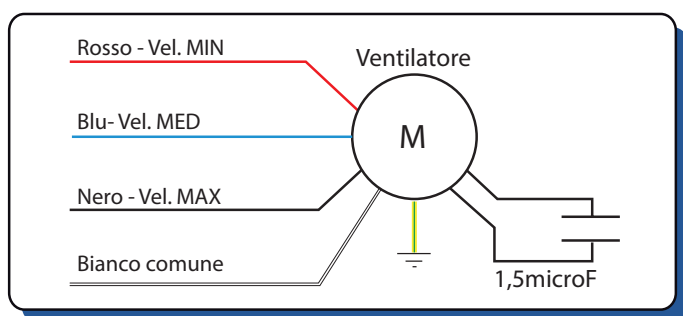 Rosso - Vel. MIN
Ventilatore
Blu- Vel. MED
M
Nero - Vel. MAX
Bianco comune
1,5microF